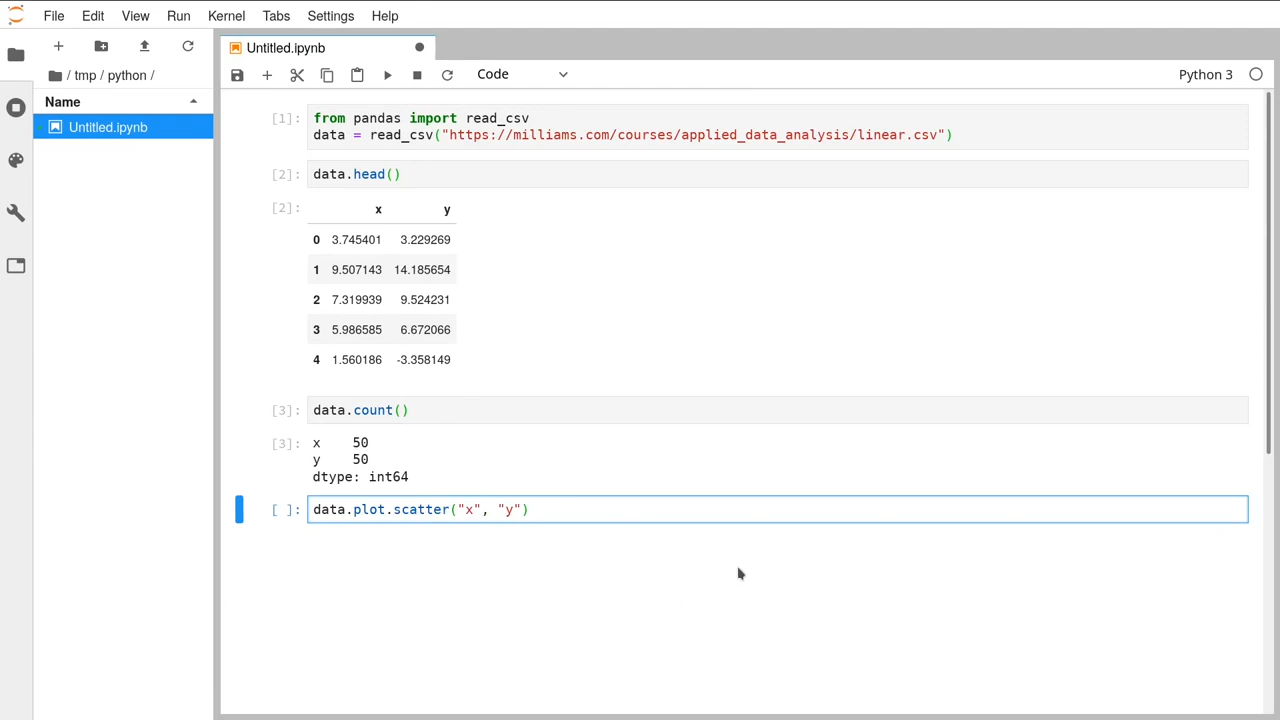 File Edit View Run Kernel Tabs Settings Help
Untitled.ipynb
Code
Python 3
/ tmp / python /
Name
Untitled.ipynb
[1]: from pandas import read_csv
data = read_csv("https://milliams.com/courses/applied_data_analysis/linear.csv")
[2]: data.head()
[2]: x y
0 3.745401 3.229269
1 9.507143 14.185654
2 7.319939 9.524231
3 5.986585 6.672066
4 1.560186 -3.358149
[3]: data.count()
[3]: x 50
y 50
dtype: int64
[ ]: data.plot.scatter("x", "y")